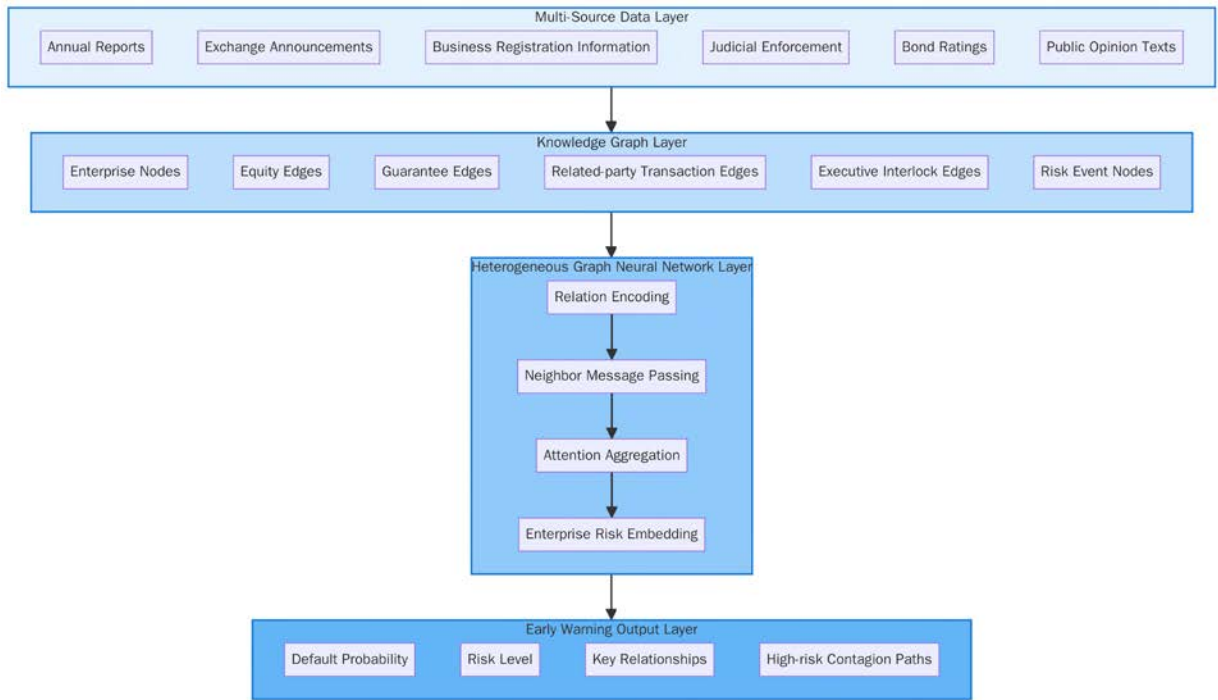 Multi-Source Data Layer
Annual Reports
Exchange Announcements
Business Registration Information
Judicial Enforcement
Bond Ratings
Public Opinion Texts
Knowledge Graph Layer
Enterprise Nodes
Equity Edges
Guarantee Edges
Related-party Transaction Edges
Executive Interlock Edges
Risk Event Nodes
Heterogeneous Graph Neural Network Layer
Relation Encoding
Neighbor Message Passing
Attention Aggregation
Enterprise Risk Embedding
Early Warning Output Layer
Default Probability
Risk Level
Key Relationships
High-risk Contagion Paths